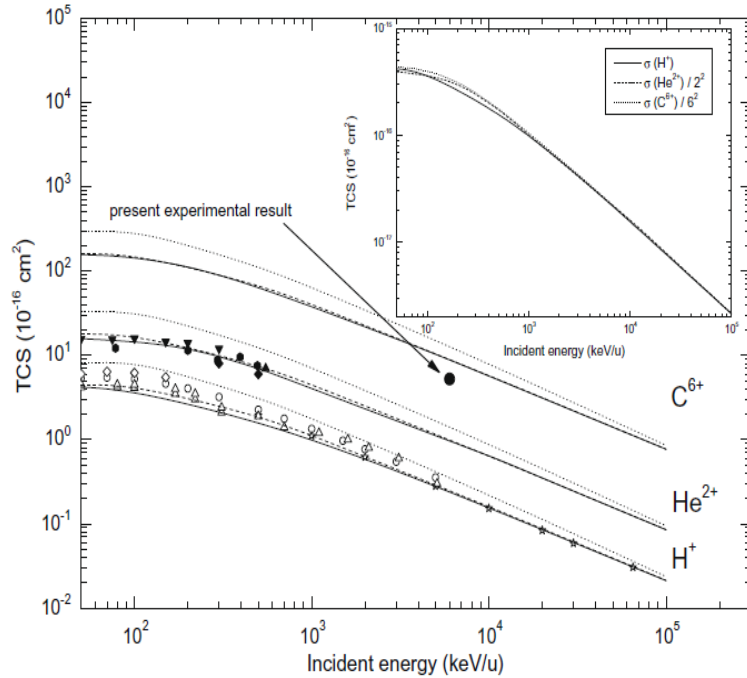 10^5
10^4
10^3
10^2
10^1
10^0
10^-1
10^-2
TCS (10^-16 cm^2)
10^2
10^3
10^4
10^5
Incident energy (keV/u)
present experimental result
C^6+
He^2+
H^+
10^-15
10^-16
10^-17
TCS (10^-16 cm^2)
10^2
10^3
10^4
10^5
Incident energy (keV/u)
σ (H^+)
σ (He^2+) / 2^2
σ (C^6+) / 6^2